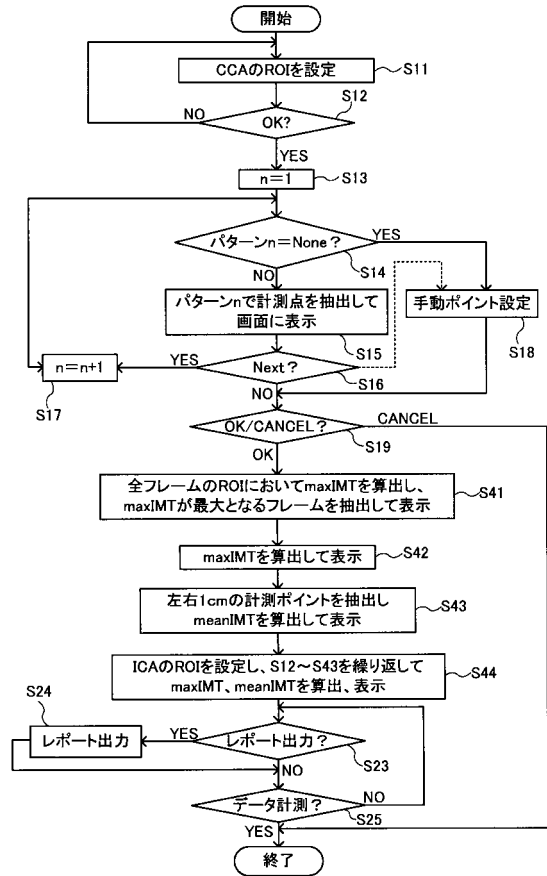 開始
CCAのROIを設定
S11
S12
NO
OK?
YES
n=1
S13
パターンn=None?
YES
S14
NO
パターンnで計測点を抽出して
画面に表示
S15
手動ポイント設定
S18
n=n+1
S17
YES
Next?
S16
NO
OK/CANCEL?
CANCEL
S19
OK
全フレームのROIにおいてmaxIMTを算出し、
maxIMTが最大となるフレームを抽出して表示
S41
maxIMTを算出して表示
S42
左右1cmの計測ポイントを抽出し
meanIMTを算出して表示
S43
ICAのROIを設定し、S12~S43を繰り返して
maxIMT、meanIMTを算出、表示
S44
S24
レポート出力
YES
レポート出力?
S23
NO
データ計測?
NO
S25
YES
終了